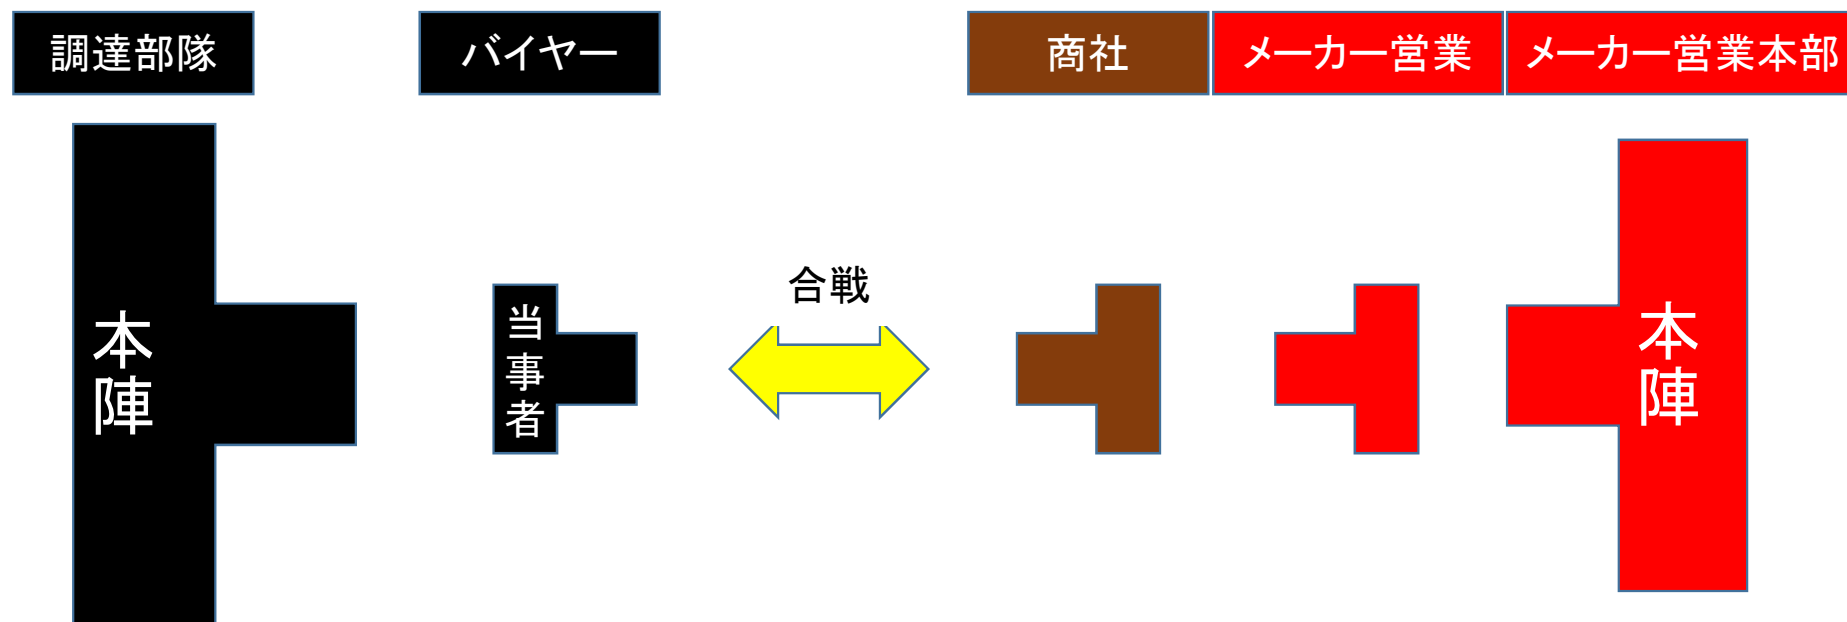 調達部隊
バイヤー
商社
メーカー営業
メーカー営業本部
本陣
当事者
合戦
本陣